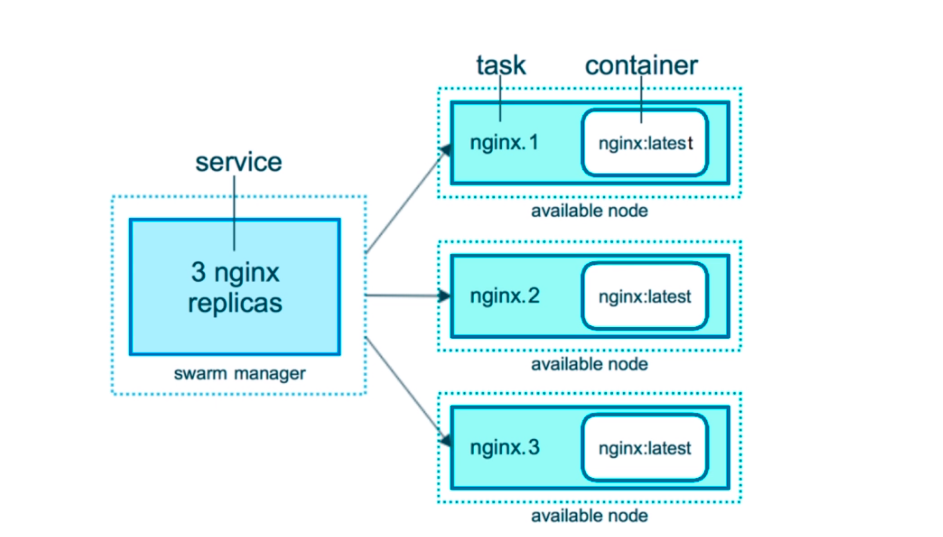 task
container
nginx.1
nginx:latest
available node
service
3 nginx
replicas
swarm manager
nginx.2
nginx:latest
available node
nginx.3
nginx:latest
available node